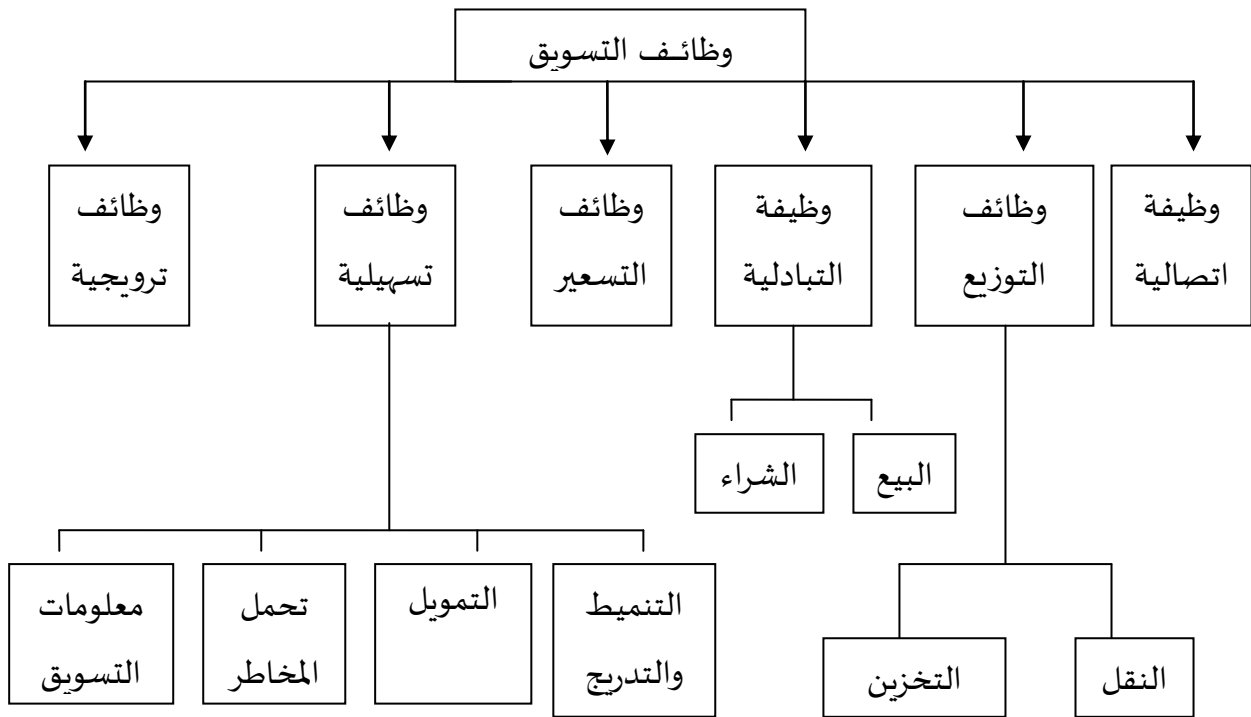 وظائف التسويق
وظيفة
اتصالية
وظائف
التوزيع
وظيفة
التبادلية
وظائف
التسعير
وظائف
تسهيلية
وظائف
ترويجية
البيع
الشراء
النقل
التخزين
التنميط
والتدريج
التمويل
تحمل
المخاطر
معلومات
التسويق